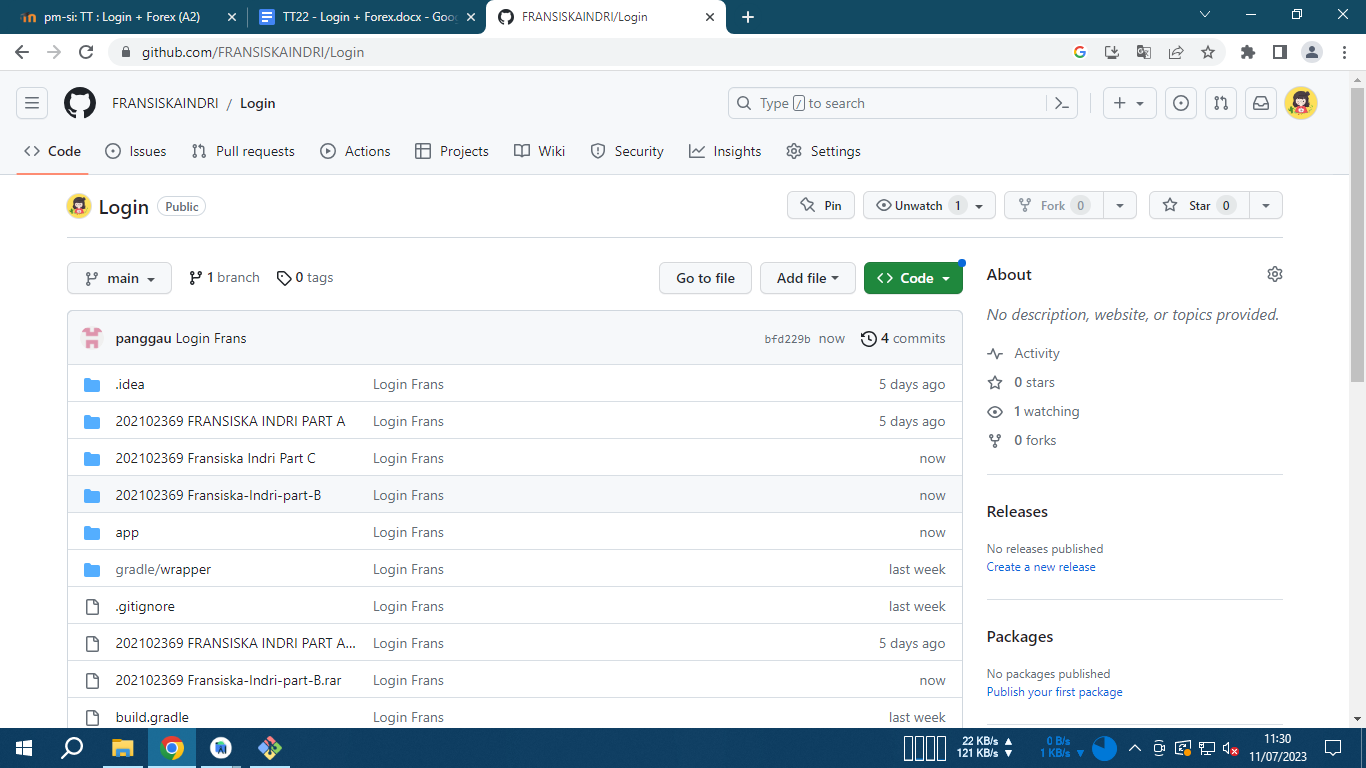 pm-si: TT : Login + Forex (A2)
TT22 - Login + Forex.docx - Goo
FRANSISKAINDRI/Login
github.com/FRANSISKAINDRI/Login
FRANSISKAINDRI / Login
Type / to search
Code Issues Pull requests Actions Projects Wiki Security Insights Settings
Login Public
Pin Unwatch 1 Fork 0 Star 0
main 1 branch 0 tags
Go to file Add file Code
panggau Login Frans bfd229b now 4 commits
.idea Login Frans 5 days ago
202102369 FRANSISKA INDRI PART A Login Frans 5 days ago
202102369 Fransiska Indri Part C Login Frans now
202102369 Fransiska-Indri-part-B Login Frans now
app Login Frans now
gradle/wrapper Login Frans last week
.gitignore Login Frans last week
202102369 FRANSISKA INDRI PART A... Login Frans 5 days ago
202102369 Fransiska-Indri-part-B.rar Login Frans now
build.gradle Login Frans last week
About
No description, website, or topics provided.
Activity
0 stars
1 watching
0 forks
Releases
No releases published
Create a new release
Packages
No packages published
Publish your first package
22 KB/s
121 KB/s
0 B/s
1 KB/s
11:30
11/07/2023